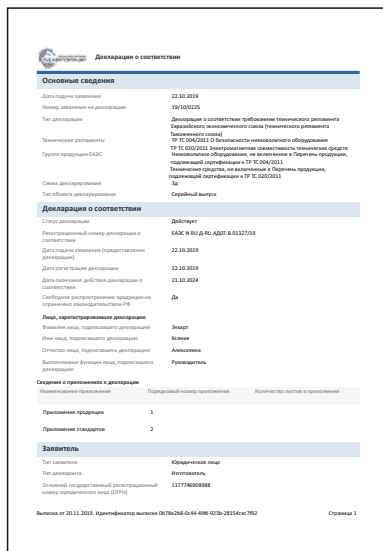 Декларации о соответствии
Основные сведения
Дата подачи заявления 22.10.2019
Номер заявления на декларацию 19/10/0225
Тип декларации Декларация о соответствии требованиям технического регламента
Евразийского экономического союза (технического регламента
Таможенного союза)
Технические регламенты ТР ТС 004/2011 О безопасности низковольтного оборудования
ТР ТС 020/2011 Электромагнитная совместимость технических средств
Группа продукции ЕАЭС Низковольтное оборудование, не включенное в Перечень продукции,
подлежащей сертификации к ТР ТС 004/2011
Технические средства, не включенные в Перечень продукции,
подлежащей сертификации к ТР ТС 020/2011
Схема декларирования 3д
Тип объекта декларирования Серийный выпуск
Декларация о соответствии
Статус декларации Действует
Регистрационный номер декларации о
соответствии ЕАЭС N RU Д-RU.АД07.В.01327/19
Дата подачи заявления (предоставления
декларации) 22.10.2019
Дата регистрации декларации 22.10.2019
Дата окончания действия декларации о
соответствии 21.10.2024
Свободное распространение продукции не
ограничено законодательством РФ Да
Лицо, зарегистрировавшее декларацию
Фамилия лица, подписавшего декларацию Эккарт
Имя лица, подписавшего декларацию Ксения
Отчество лица, подписавшего декларацию Алексеевна
Выполняемые функции лица, подписавшего
декларацию Руководитель
Сведения о приложениях к декларации
Наименование приложения Порядковый номер приложение Количество листов в приложении
Приложение продукции 1
Приложение стандартов 2
Заявитель
Тип заявителя Юридическое лицо
Тип декларанта Изготовитель
Основной государственный регистрационный
номер юридического лица (ОГРН) 1177746909988
Выписка от 20.11.2019. Идентификатор выписки 0b78e2b8-0c44-49fd-923b-28154cec7f92 Страница 1